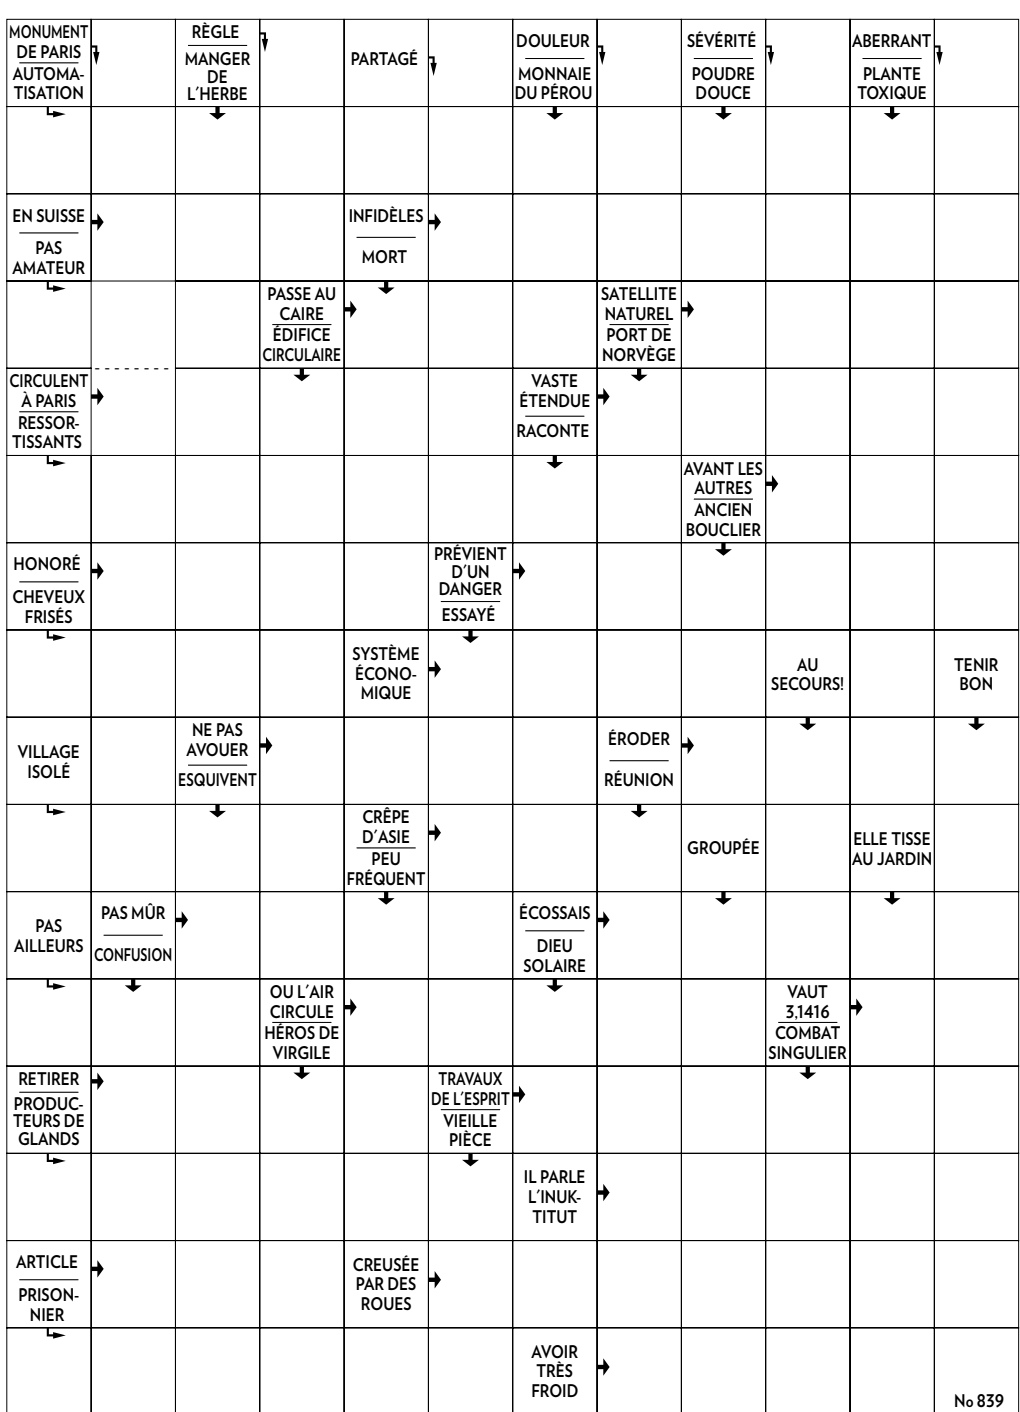 MONUMENT
DE PARIS
AUTOMA-
TISATION
RÈGLE
MANGER
DE
L'HERBE
PARTAGÉ
DOULEUR
MONNAIE
DU PÉROU
SÉVÉRITÉ
POUDRE
DOUCE
ABERRANT
PLANTE
TOXIQUE
EN SUISSE
PAS
AMATEUR
INFIDÈLES
MORT
PASSE AU
CAIRE
ÉDIFICE
CIRCULAIRE
SATELLITE
NATUREL
PORT DE
NORVÈGE
CIRCULENT
À PARIS
RESSOR-
TISSANTS
VASTE
ÉTENDUE
RACONTE
AVANT LES
AUTRES
ANCIEN
BOUCLIER
HONORÉ
CHEVEUX
FRISÉS
PRÉVIENT
D'UN
DANGER
ESSAYÉ
SYSTÈME
ÉCONO-
MIQUE
AU
SECOURS!
TENIR
BON
VILLAGE
ISOLÉ
NE PAS
AVOUER
ESQUIVENT
ÉRODER
RÉUNION
CRÊPE
D'ASIE
PEU
FRÉQUENT
GROUPÉE
ELLE TISSE
AU JARDIN
PAS
AILLEURS
PAS MÛR
CONFUSION
ÉCOSSAIS
DIEU
SOLAIRE
OU L'AIR
CIRCULE
HÉROS DE
VIRGILE
VAUT
3,1416
COMBAT
SINGULIER
RETIRER
PRODUC-
TEURS DE
GLANDS
TRAVAUX
DE L'ESPRIT
VIEILLE
PIÈCE
IL PARLE
L'INUK-
TITUT
ARTICLE
PRISON-
NIER
CREUSÉE
PAR DES
ROUES
AVOIR
TRÈS
FROID
No 839